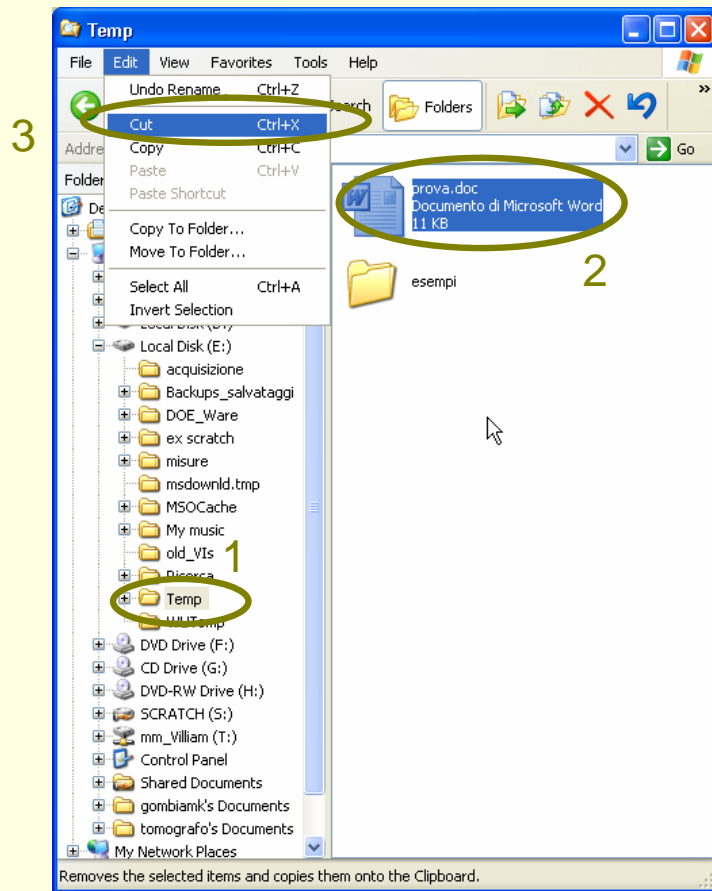 Temp
File Edit View Favorites Tools Help
Undo Rename Ctrl+Z
Folders
»
3
Cut Ctrl+X
Copy Ctrl+C
Go
Paste Ctrl+V
Paste Shortcut
Copy To Folder...
Move To Folder...
Select All Ctrl+A
Invert Selection
prova.doc
Documento di Microsoft Word
11 KB
2
esempi
Local Disk (E:)
acquisizione
Backups_salvataggi
DOE_Ware
ex scratch
misure
msdownld.tmp
MSOCache
My music
old_VIs
1
Ricerca
Temp
WUTemp
DVD Drive (F:)
CD Drive (G:)
DVD-RW Drive (H:)
SCRATCH (S:)
mm_Villiam (T:)
Control Panel
Shared Documents
gombiamk's Documents
tomografo's Documents
My Network Places
Removes the selected items and copies them onto the Clipboard.